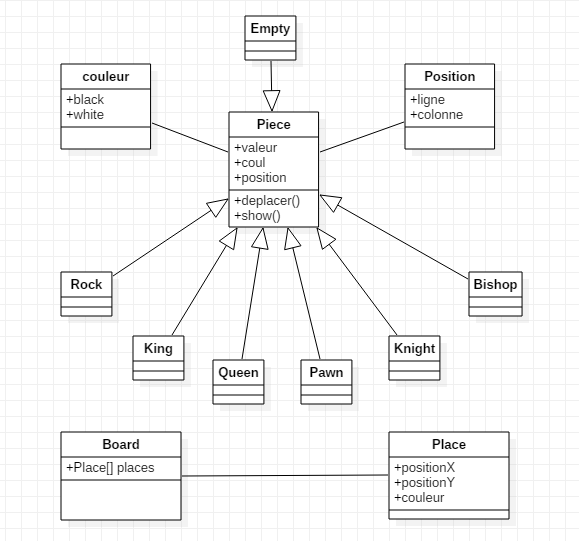 Empty
couleur
+black
+white
Position
+ligne
+colonne
Piece
+valeur
+coul
+position
+deplacer()
+show()
Rock
Bishop
King
Queen
Pawn
Knight
Board
+Place[] places
Place
+positionX
+positionY
+couleur